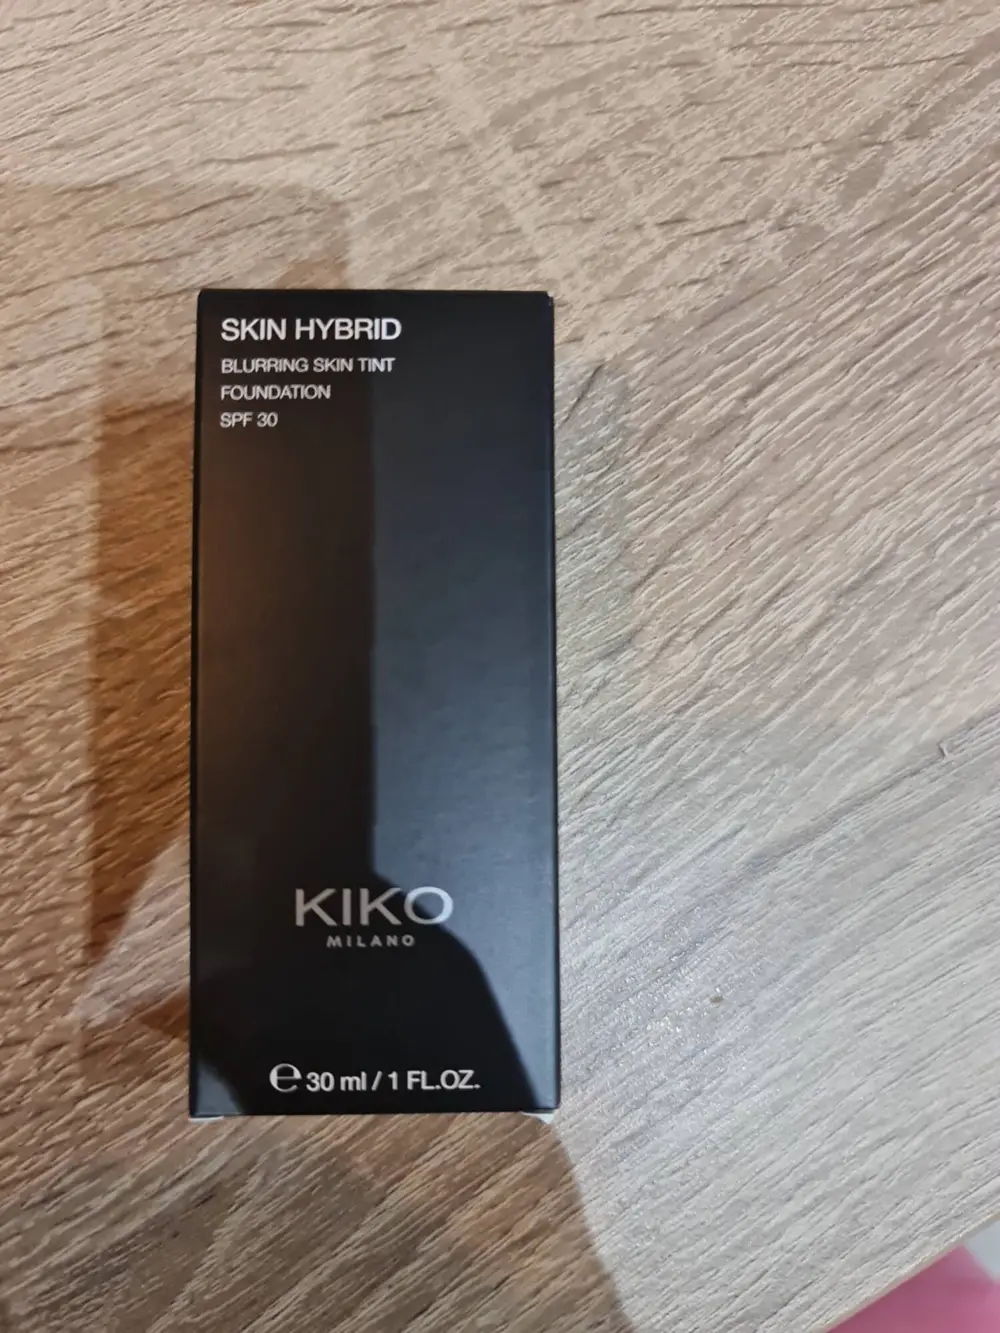 SKIN HYBRID
BLURRING SKIN TINT
FOUNDATION
SPF 30
KIKO
MILANO
℮ 30 ml / 1 FL.OZ.